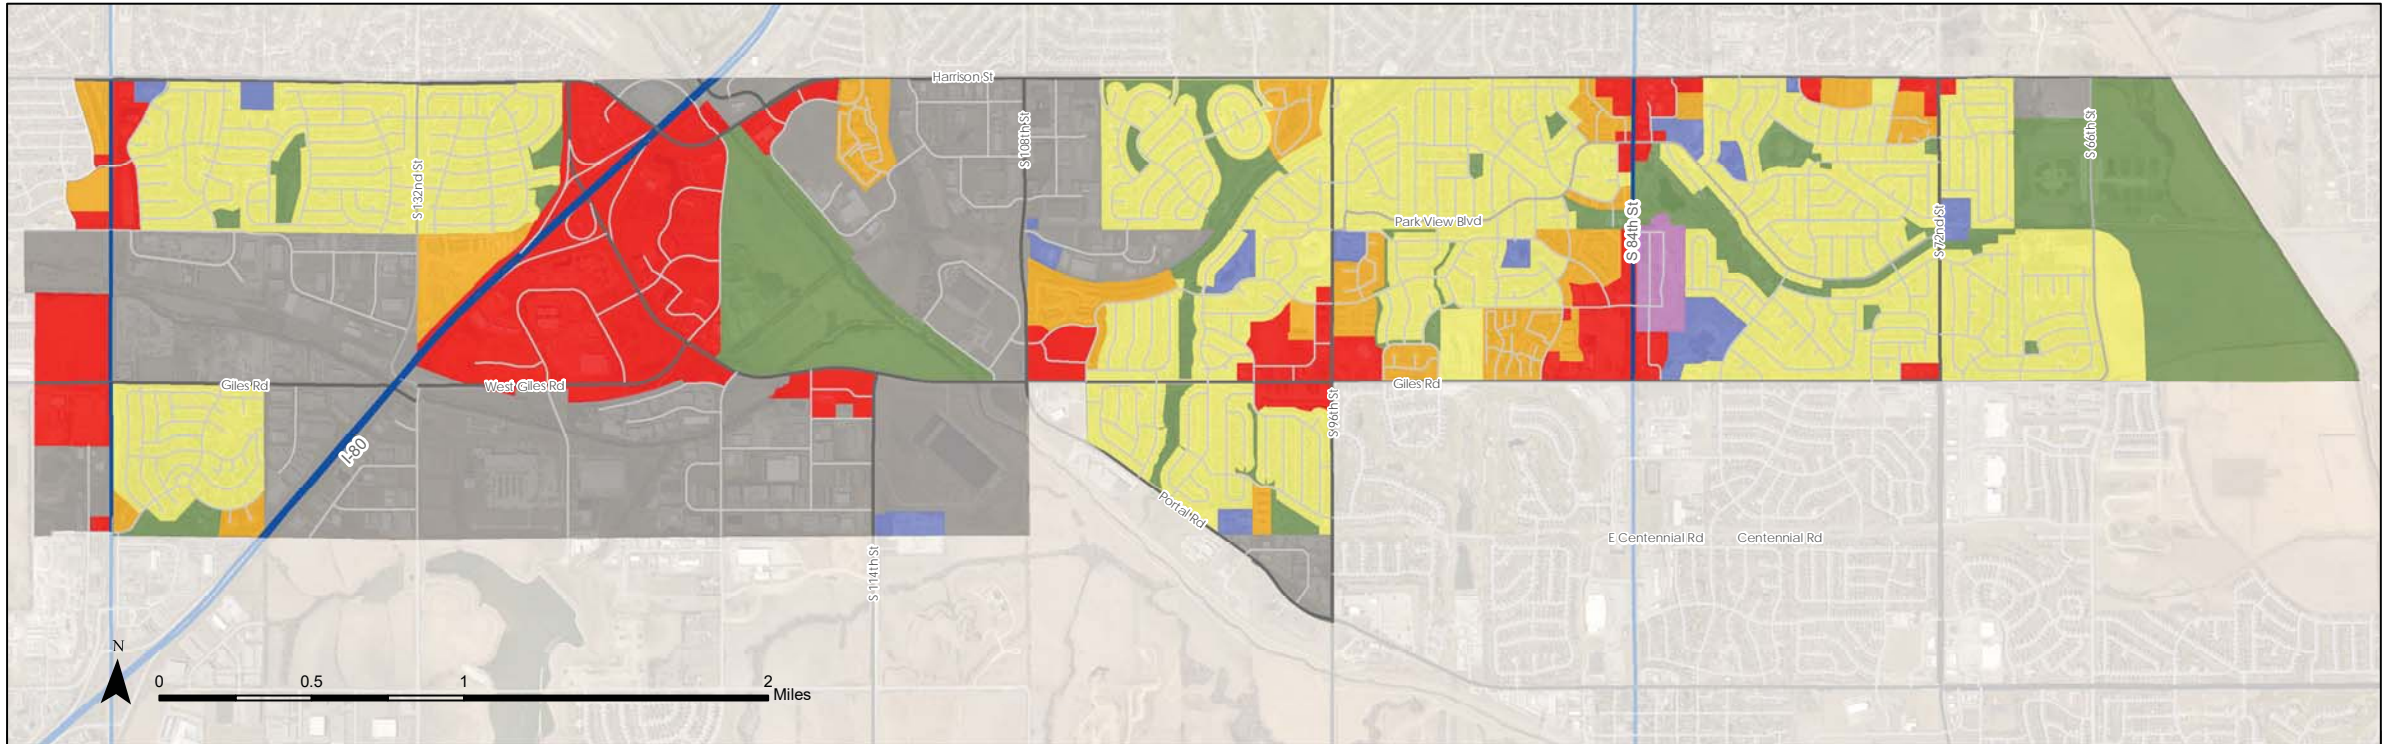 Harrison St
S 108th St
S 132nd St
S 66th St
Park View Blvd
S 84th St
S 72nd St
Giles Rd
West Giles Rd
Giles Rd
S 96th St
I-80
Portal Rd
E Centennial Rd
Centennial Rd
S 114th St
N
0 0.5 1 2
Miles